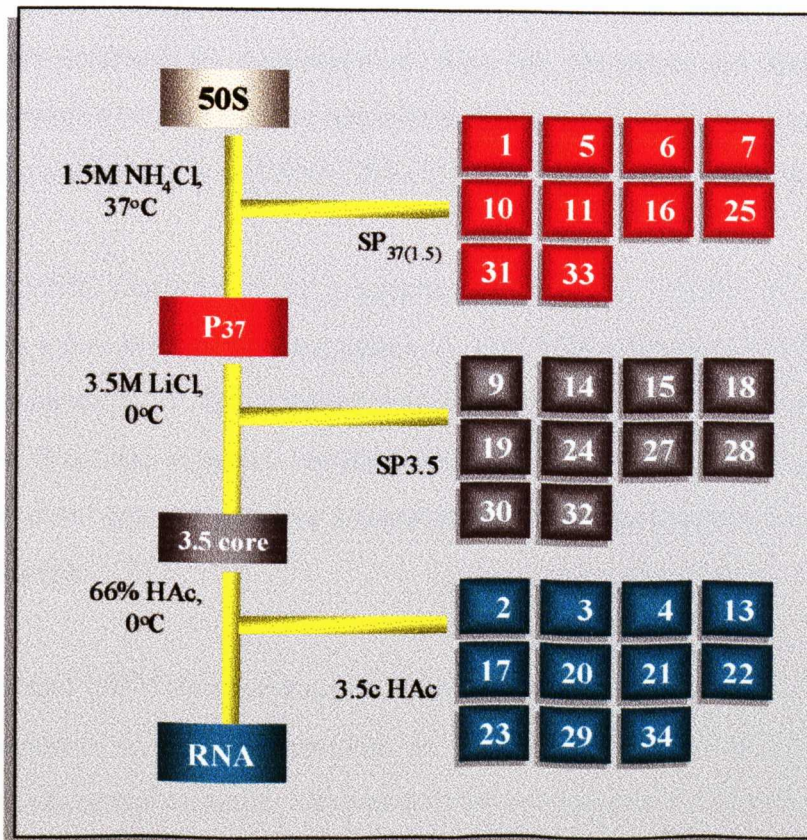 50S
1.5M NH₄Cl,
37°C
SP₃₇₍₁.₅₎
1 5 6 7
10 11 16 25
31 33
P37
3.5M LiCl,
0°C
SP3.5
9 14 15 18
19 24 27 28
30 32
3.5 core
66% HAc,
0°C
3.5c HAc
2 3 4 13
17 20 21 22
23 29 34
RNA